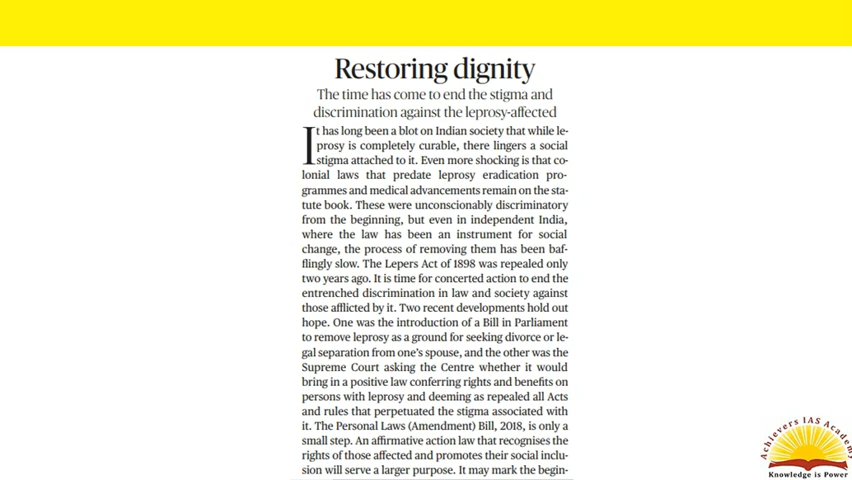 Restoring dignity
The time has come to end the stigma and
discrimination against the leprosy-affected
It has long been a blot on Indian society that while le-
prosy is completely curable, there lingers a social
stigma attached to it. Even more shocking is that co-
lonial laws that predate leprosy eradication pro-
grammes and medical advancements remain on the sta-
tute book. These were unconscionably discriminatory
from the beginning, but even in independent India,
where the law has been an instrument for social
change, the process of removing them has been baf-
flingly slow. The Lepers Act of 1898 was repealed only
two years ago. It is time for concerted action to end the
entrenched discrimination in law and society against
those afflicted by it. Two recent developments hold out
hope. One was the introduction of a Bill in Parliament
to remove leprosy as a ground for seeking divorce or le-
gal separation from one's spouse, and the other was the
Supreme Court asking the Centre whether it would
bring in a positive law conferring rights and benefits on
persons with leprosy and deeming as repealed all Acts
and rules that perpetuated the stigma associated with
it. The Personal Laws (Amendment) Bill, 2018, is only a
small step. An affirmative action law that recognises the
rights of those affected and promotes their social inclu-
sion will serve a larger purpose. It may mark the begin-
Achievers IAS Academy
Knowledge is Power